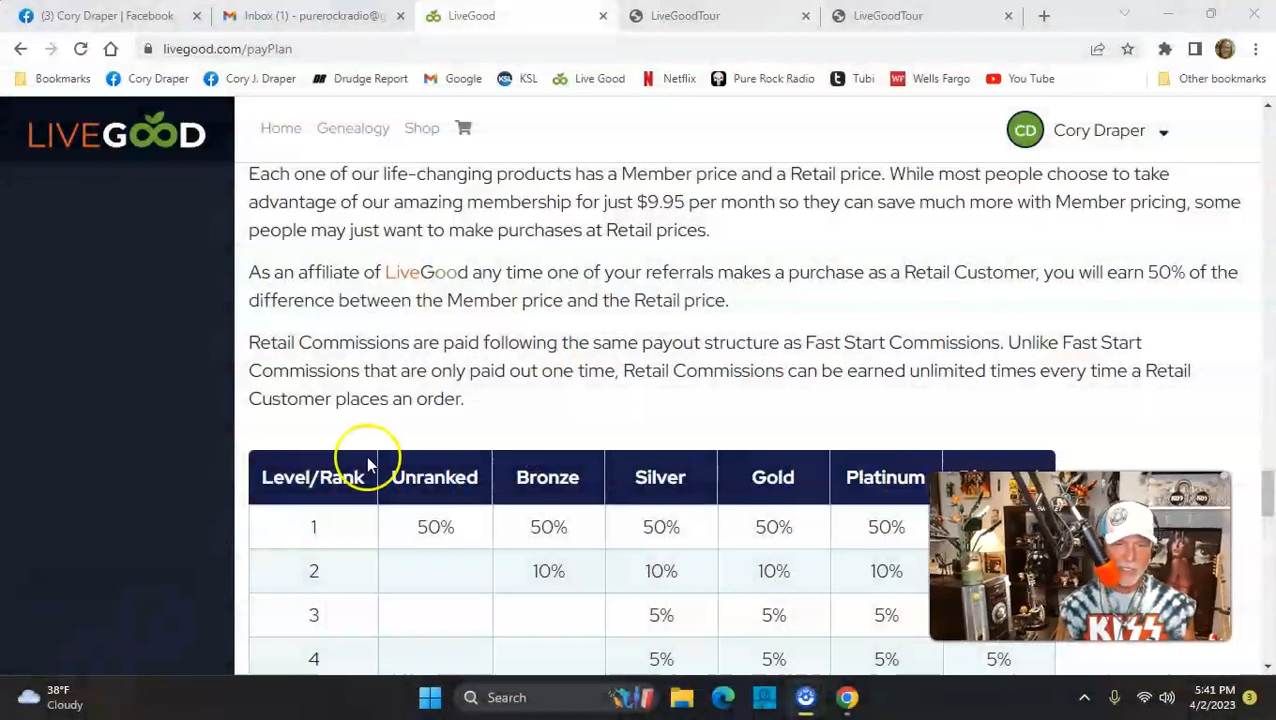 (3) Cory Draper | Facebook
Inbox (1) - purerockradio@g
LiveGood
LiveGoodTour
LiveGoodTour
livegood.com/payPlan
Bookmarks
Cory Draper
Cory J. Draper
Drudge Report
Google
KSL
Live Good
Netflix
Pure Rock Radio
Tubi
Wells Fargo
You Tube
Other bookmarks
LIVEGOOD
Home Genealogy Shop
CD Cory Draper
Each one of our life-changing products has a Member price and a Retail price. While most people choose to take
advantage of our amazing membership for just $9.95 per month so they can save much more with Member pricing, some
people may just want to make purchases at Retail prices.
As an affiliate of LiveGood any time one of your referrals makes a purchase as a Retail Customer, you will earn 50% of the
difference between the Member price and the Retail price.
Retail Commissions are paid following the same payout structure as Fast Start Commissions. Unlike Fast Start
Commissions that are only paid out one time, Retail Commissions can be earned unlimited times every time a Retail
Customer places an order.
Level/Rank Unranked Bronze Silver Gold Platinum
1 50% 50% 50% 50% 50%
2 10% 10% 10% 10%
3 5% 5% 5%
4 5% 5% 5% 5%
KISS
38°F
Cloudy
Search
5:41 PM
4/2/2023
3